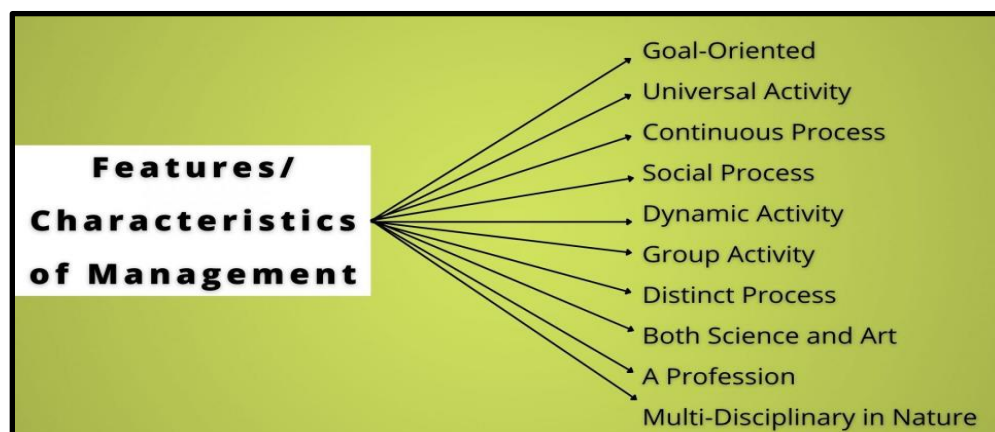 Features/
Characteristics
of Management
Goal-Oriented
Universal Activity
Continuous Process
Social Process
Dynamic Activity
Group Activity
Distinct Process
Both Science and Art
A Profession
Multi-Disciplinary in Nature